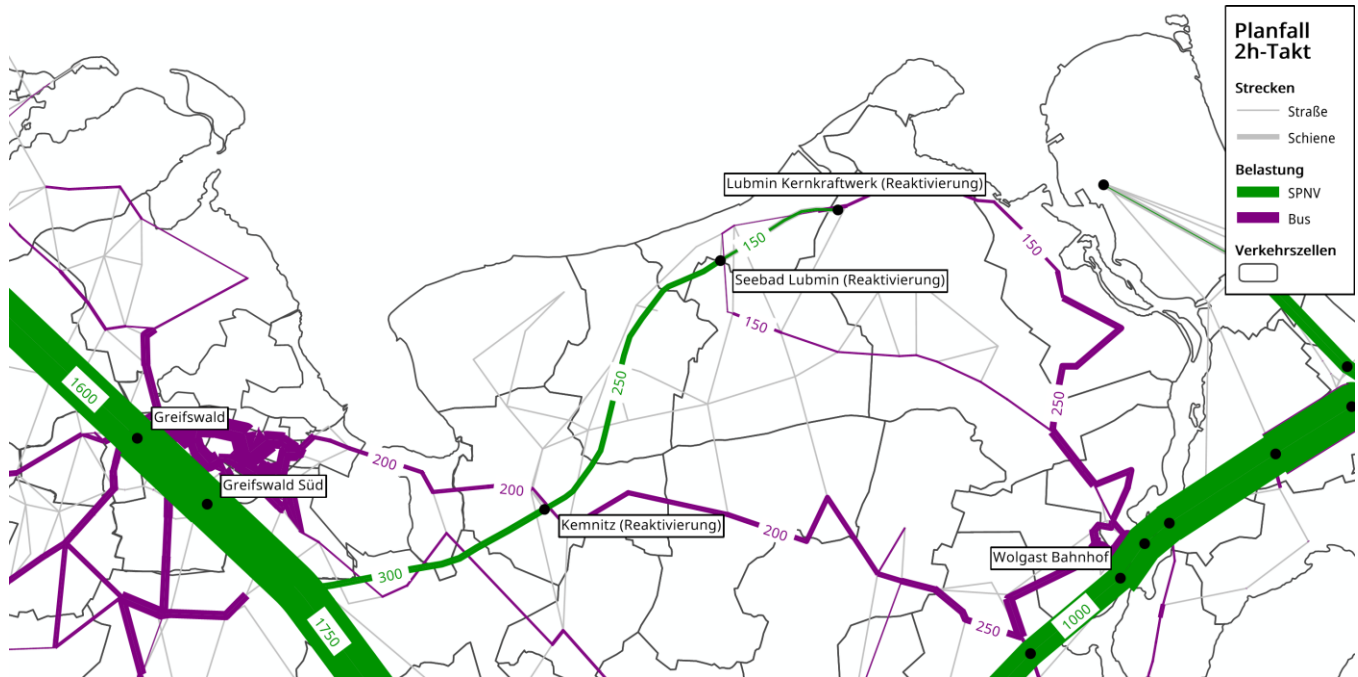 Planfall
2h-Takt
Strecken
Straße
Schiene
Belastung
SPNV
Bus
Verkehrszellen
Lubmin Kernkraftwerk (Reaktivierung)
150
150
Seebad Lubmin (Reaktivierung)
150
250
1600
Greifswald
250
200
Greifswald Süd
200
Kemnitz (Reaktivierung)
200
Wolgast Bahnhof
300
1000
250
1750